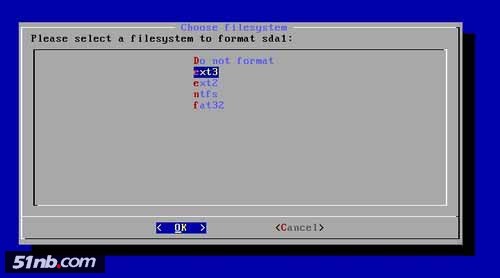 Choose filesystem
Please select a filesystem to format sda1:
Do not format
ext3
ext2
ntfs
fat32
< OK > <Cancel>
51nb.com